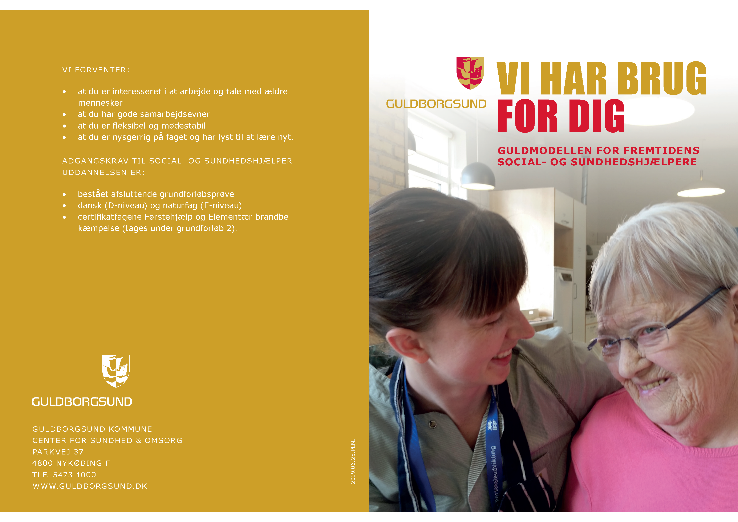 VI FORVENTER:
• at du er interesseret i at arbejde og tale med ældre
mennesker
• at du har gode samarbejdsevner
• at du er fleksibel og mødestabil
• at du er nysgerrig på faget og har lyst til at lære nyt.
ADGANGSKRAV TIL SOCIAL- OG SUNDHEDSHJÆLPER
UDDANNELSEN ER:
• bestået afsluttende grundforløbsprøve
• dansk (D-niveau) og naturfag (E-niveau)
• certifikatfagene Førstehjælp og Elementær brandbe
kæmpelse (tages under grundforløb 2).
GULDBORGSUND
GULDBORGSUND KOMMUNE
CENTER FOR SUNDHED & OMSORG
PARKVEJ 37
4800 NYKØBING F
TLF. 5473 1000
WWW.GULDBORGSUND.DK
GULDBORGSUND
VI HAR BRUG
FOR DIG
GULDMODELLEN FOR FREMTIDENS
SOCIAL- OG SUNDHEDSHJÆLPERE